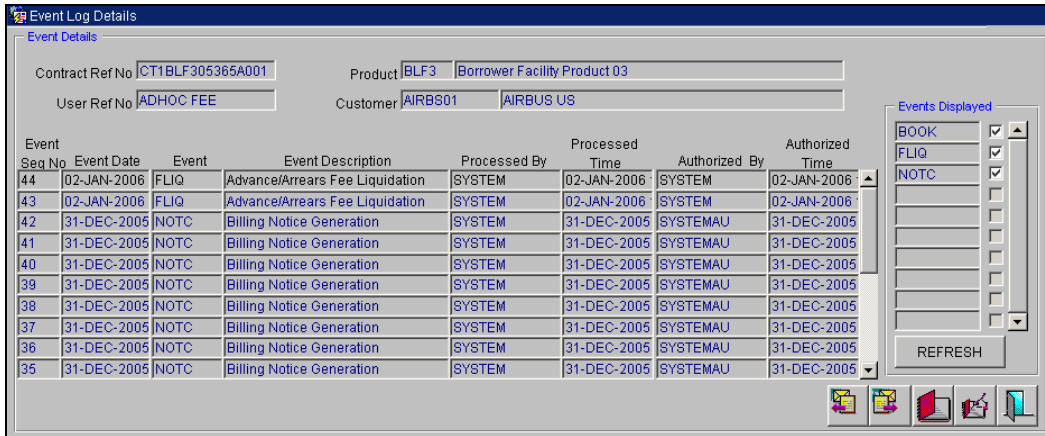 Event Log Details
Event Details
Contract Ref No CT1BLF305365A001 Product BLF3 Borrower Facility Product 03
User Ref No ADHOC FEE Customer AIRBS01 AIRBUS US
Events Displayed
BOOK
FLIQ
NOTC
REFRESH
Event Seq No Event Date Event Event Description Processed By Processed Time Authorized By Authorized Time
44 02-JAN-2006 FLIQ Advance/Arrears Fee Liquidation SYSTEM 02-JAN-2006 SYSTEM 02-JAN-2006
43 02-JAN-2006 FLIQ Advance/Arrears Fee Liquidation SYSTEM 02-JAN-2006 SYSTEM 02-JAN-2006
42 31-DEC-2005 NOTC Billing Notice Generation SYSTEM 31-DEC-2005 SYSTEMAU 31-DEC-2005
41 31-DEC-2005 NOTC Billing Notice Generation SYSTEM 31-DEC-2005 SYSTEMAU 31-DEC-2005
40 31-DEC-2005 NOTC Billing Notice Generation SYSTEM 31-DEC-2005 SYSTEMAU 31-DEC-2005
39 31-DEC-2005 NOTC Billing Notice Generation SYSTEM 31-DEC-2005 SYSTEMAU 31-DEC-2005
38 31-DEC-2005 NOTC Billing Notice Generation SYSTEM 31-DEC-2005 SYSTEMAU 31-DEC-2005
37 31-DEC-2005 NOTC Billing Notice Generation SYSTEM 31-DEC-2005 SYSTEMAU 31-DEC-2005
36 31-DEC-2005 NOTC Billing Notice Generation SYSTEM 31-DEC-2005 SYSTEMAU 31-DEC-2005
35 31-DEC-2005 NOTC Billing Notice Generation SYSTEM 31-DEC-2005 SYSTEMAU 31-DEC-2005